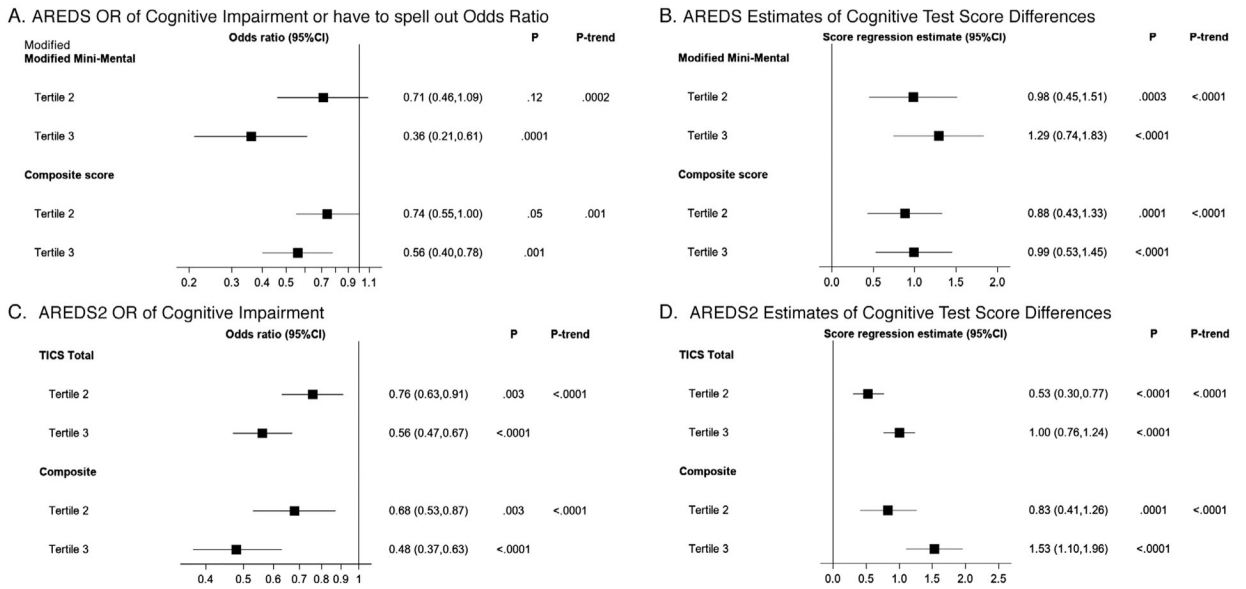 A. AREDS OR of Cognitive Impairment or have to spell out Odds Ratio
Odds ratio (95%CI) P P-trend
Modified
Modified Mini-Mental
Tertile 2 0.71 (0.46,1.09) .12 .0002
Tertile 3 0.36 (0.21,0.61) .0001
Composite score
Tertile 2 0.74 (0.55,1.00) .05 .001
Tertile 3 0.56 (0.40,0.78) .001
0.2 0.3 0.4 0.5 0.7 0.9 1.1
B. AREDS Estimates of Cognitive Test Score Differences
Score regression estimate (95%CI) P P-trend
Modified Mini-Mental
Tertile 2 0.98 (0.45,1.51) .0003 <.0001
Tertile 3 1.29 (0.74,1.83) <.0001
Composite score
Tertile 2 0.88 (0.43,1.33) .0001 <.0001
Tertile 3 0.99 (0.53,1.45) <.0001
0.0 0.5 1.0 1.5 2.0
C. AREDS2 OR of Cognitive Impairment
Odds ratio (95%CI) P P-trend
TICS Total
Tertile 2 0.76 (0.63,0.91) .003 <.0001
Tertile 3 0.56 (0.47,0.67) <.0001
Composite
Tertile 2 0.68 (0.53,0.87) .003 <.0001
Tertile 3 0.48 (0.37,0.63) <.0001
0.4 0.5 0.6 0.7 0.8 0.9 1
D. AREDS2 Estimates of Cognitive Test Score Differences
Score regression estimate (95%CI) P P-trend
TICS Total
Tertile 2 0.53 (0.30,0.77) <.0001 <.0001
Tertile 3 1.00 (0.76,1.24) <.0001
Composite
Tertile 2 0.83 (0.41,1.26) .0001 <.0001
Tertile 3 1.53 (1.10,1.96) <.0001
0.0 0.5 1.0 1.5 2.0 2.5